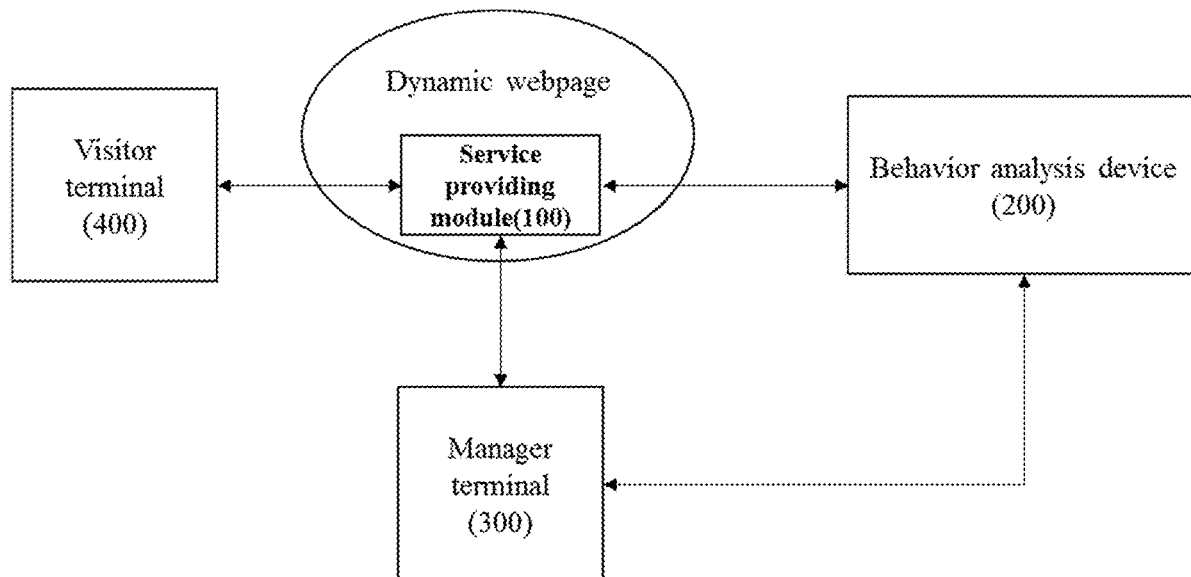 Dynamic webpage
Visitor
terminal
(400)
Service
providing
module(100)
Behavior analysis device
(200)
Manager
terminal
(300)